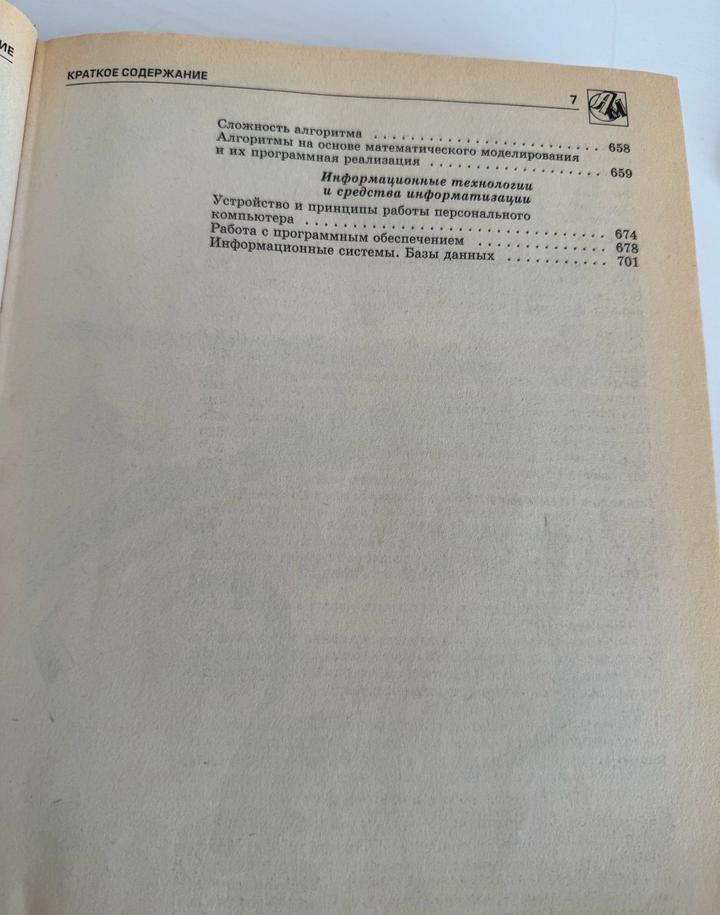 ИЕ
КРАТКОЕ СОДЕРЖАНИЕ
7
Сложность алгоритма . . . . . . . . . . . . . . . . . . . . . . . . . 658
Алгоритмы на основе математического моделирования
и их программная реализация . . . . . . . . . . . . . . . . . . . 659
Информационные технологии
и средства информатизации
Устройство и принципы работы персонального
компьютера . . . . . . . . . . . . . . . . . . . . . . . . . . . . . . . . . 674
Работа с программным обеспечением . . . . . . . . . . . . . . 678
Информационные системы. Базы данных . . . . . . . . . . . 701